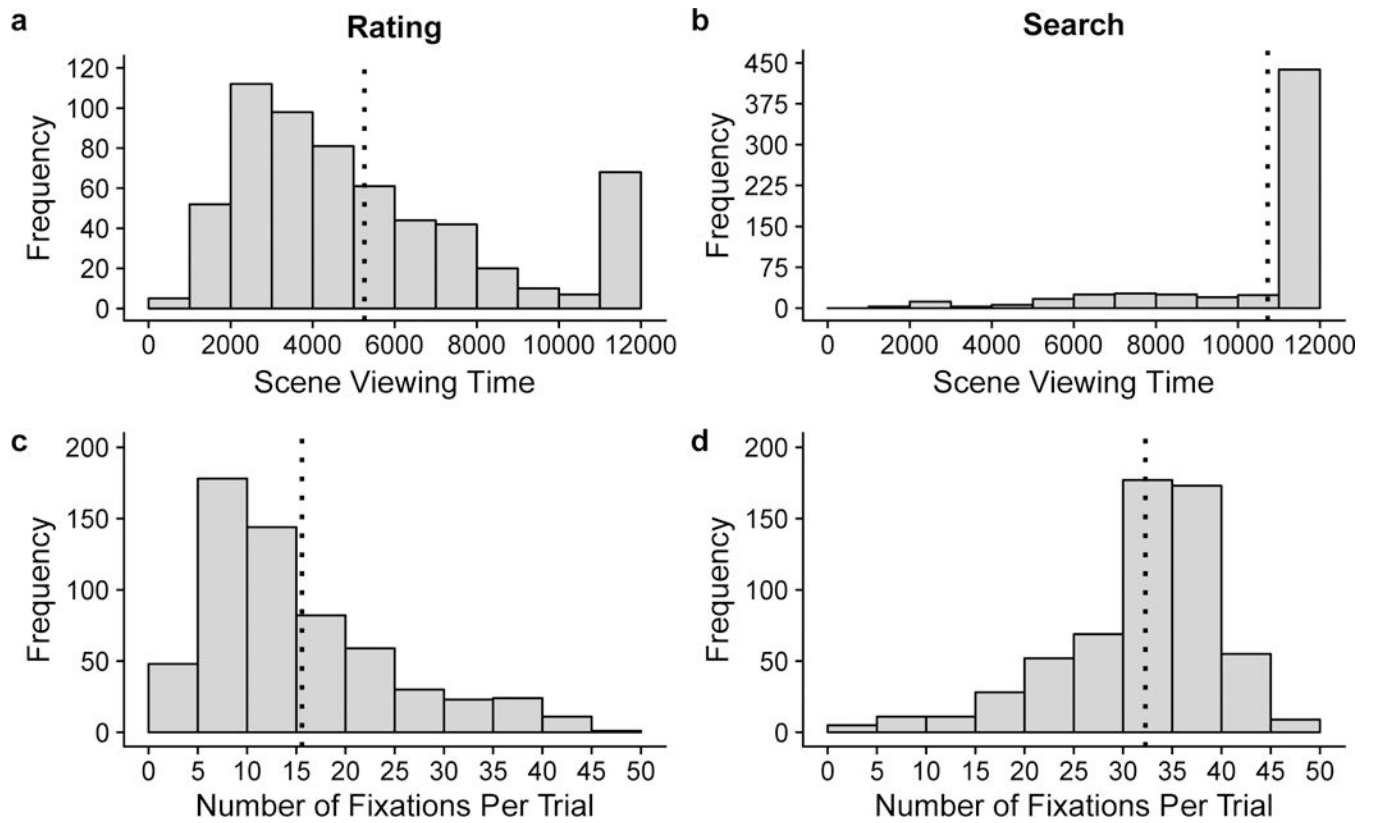 a
Rating
120
100
80
60
40
20
0
Frequency
0 2000 4000 6000 8000 10000 12000
Scene Viewing Time
b
Search
450
375
300
225
150
75
0
Frequency
0 2000 4000 6000 8000 10000 12000
Scene Viewing Time
c
200
150
100
50
0
Frequency
0 5 10 15 20 25 30 35 40 45 50
Number of Fixations Per Trial
d
200
150
100
50
0
Frequency
0 5 10 15 20 25 30 35 40 45 50
Number of Fixations Per Trial